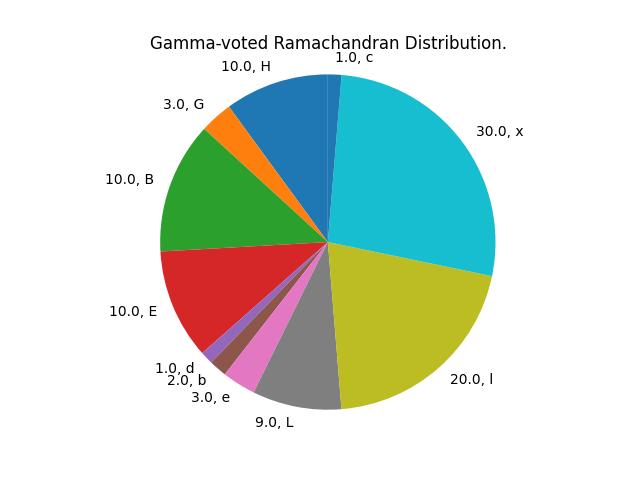 Gamma-voted Ramachandran Distribution.
1.0, c
10.0, H
3.0, G
30.0, x
10.0, B
10.0, E
1.0, d
2.0, b
20.0, l
3.0, e
9.0, L